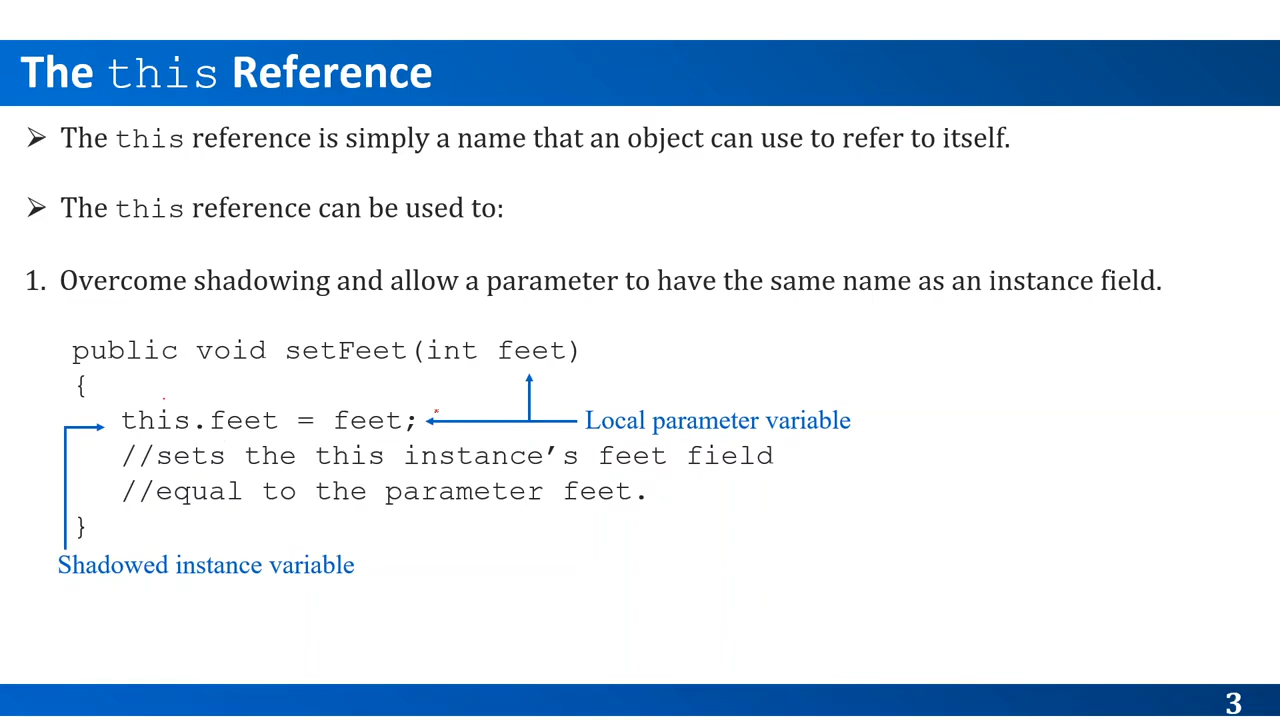 The this Reference
➢ The this reference is simply a name that an object can use to refer to itself.
➢ The this reference can be used to:
1. Overcome shadowing and allow a parameter to have the same name as an instance field.
public void setFeet(int feet)
{
this.feet = feet;
Local parameter variable
//sets the this instance’s feet field
//equal to the parameter feet.
}
Shadowed instance variable
3